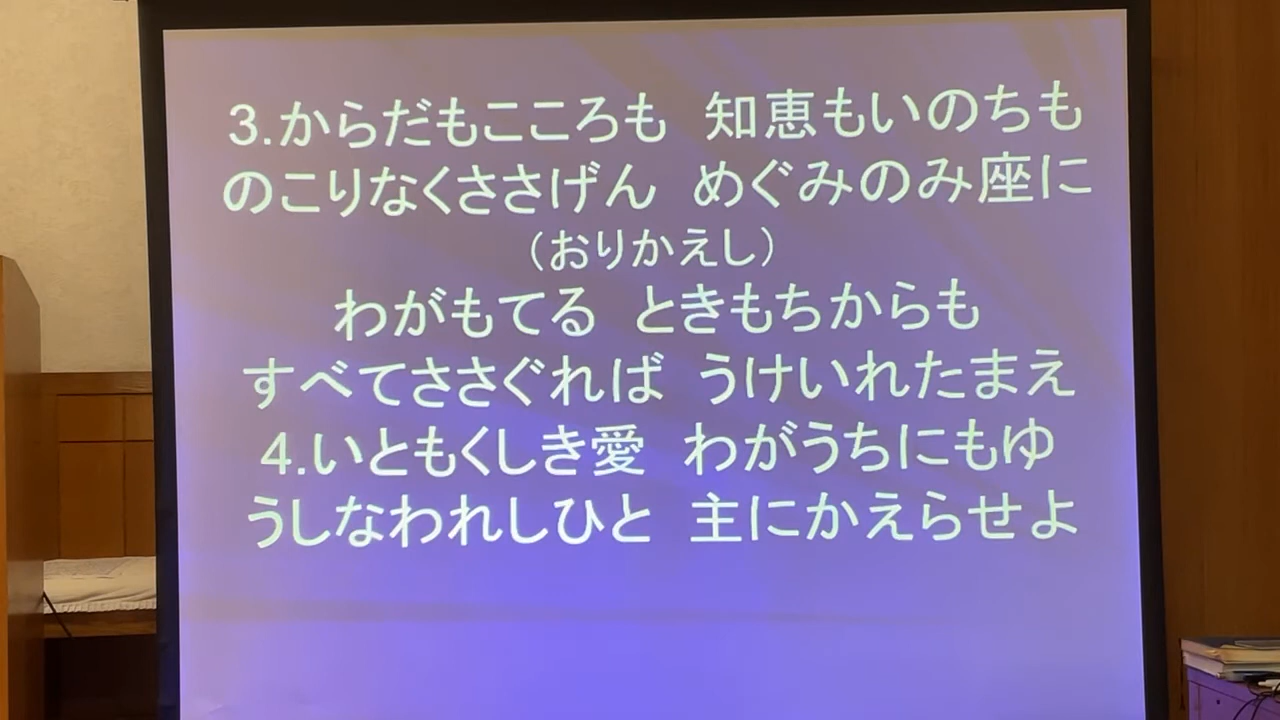 3.からだもこころも　知恵もいのちも
のこりなくささげん　めぐみのみ座に
（おりかえし）
わがもてる　ときもちからも
すべてささぐれば　うけいれたまえ
4.いともくしき愛　わがうちにもゆ
うしなわれしひと　主にかえらせよ